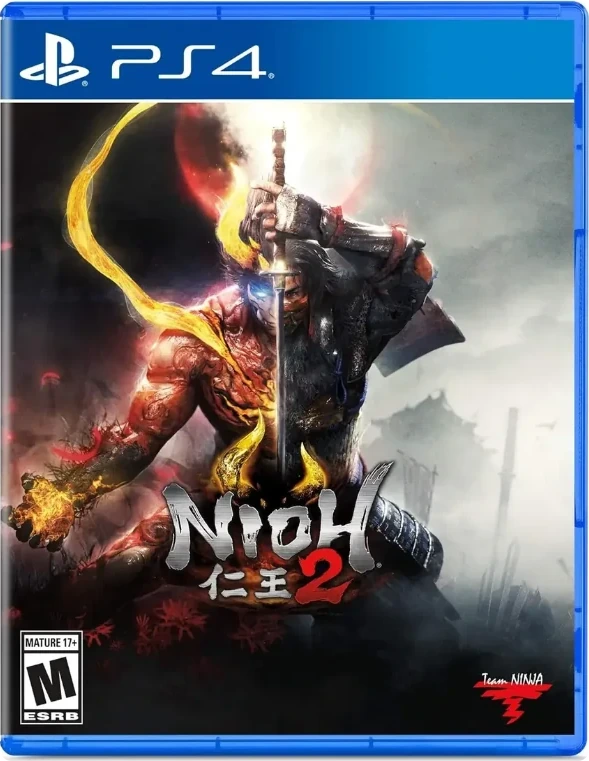 PS4
NIOH
仁王2
MATURE 17+
M
ESRB
Team NINJA